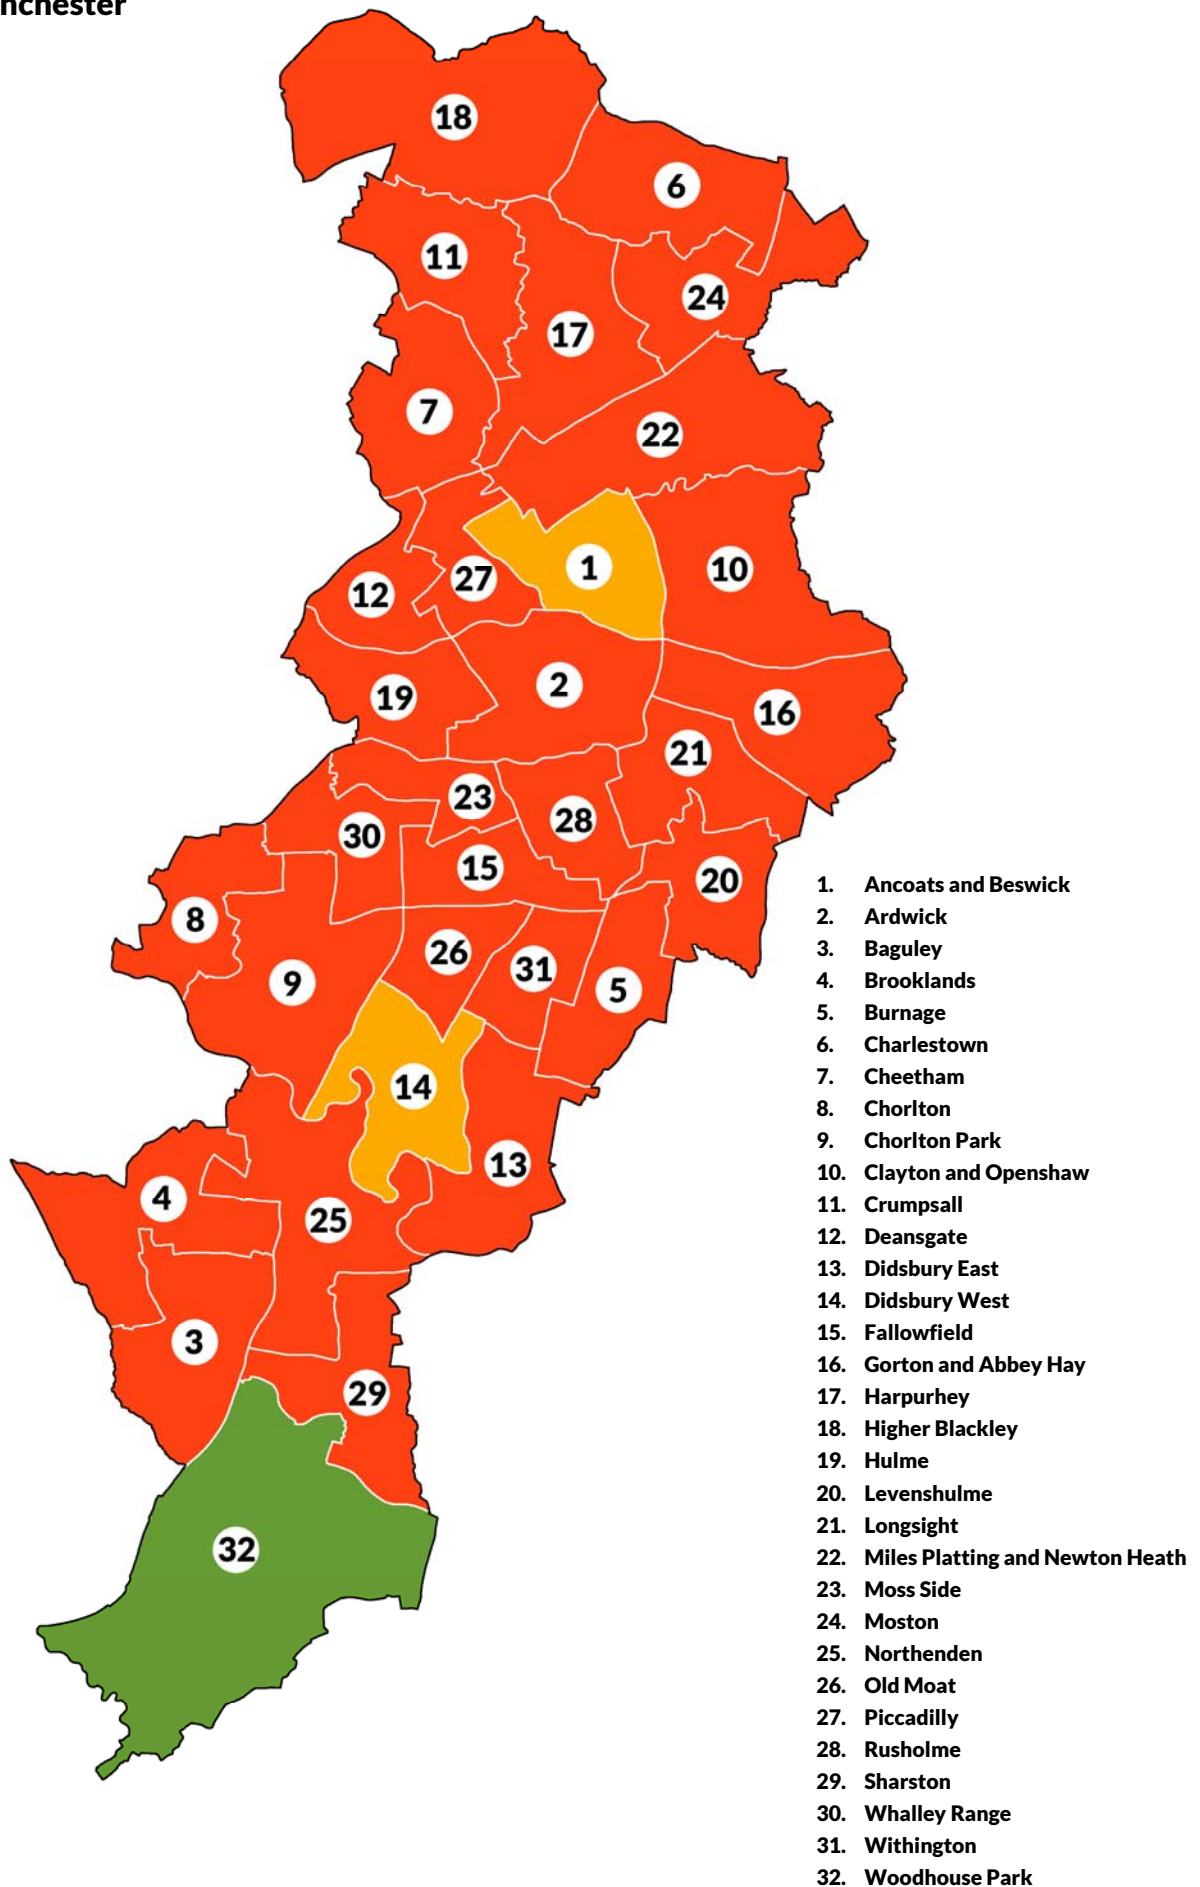 nchester
18
6
11
24
17
7
22
1
10
27
12
2
19
16
21
23
28
30
15
20
8
26
31
9
5
14
13
4
25
3
29
32
1. Ancoats and Beswick
2. Ardwick
3. Baguley
4. Brooklands
5. Burnage
6. Charlestown
7. Cheetham
8. Chorlton
9. Chorlton Park
10. Clayton and Openshaw
11. Crumpsall
12. Deansgate
13. Didsbury East
14. Didsbury West
15. Fallowfield
16. Gorton and Abbey Hay
17. Harpurhey
18. Higher Blackley
19. Hulme
20. Levenshulme
21. Longsight
22. Miles Platting and Newton Heath
23. Moss Side
24. Moston
25. Northenden
26. Old Moat
27. Piccadilly
28. Rusholme
29. Sharston
30. Whalley Range
31. Withington
32. Woodhouse Park